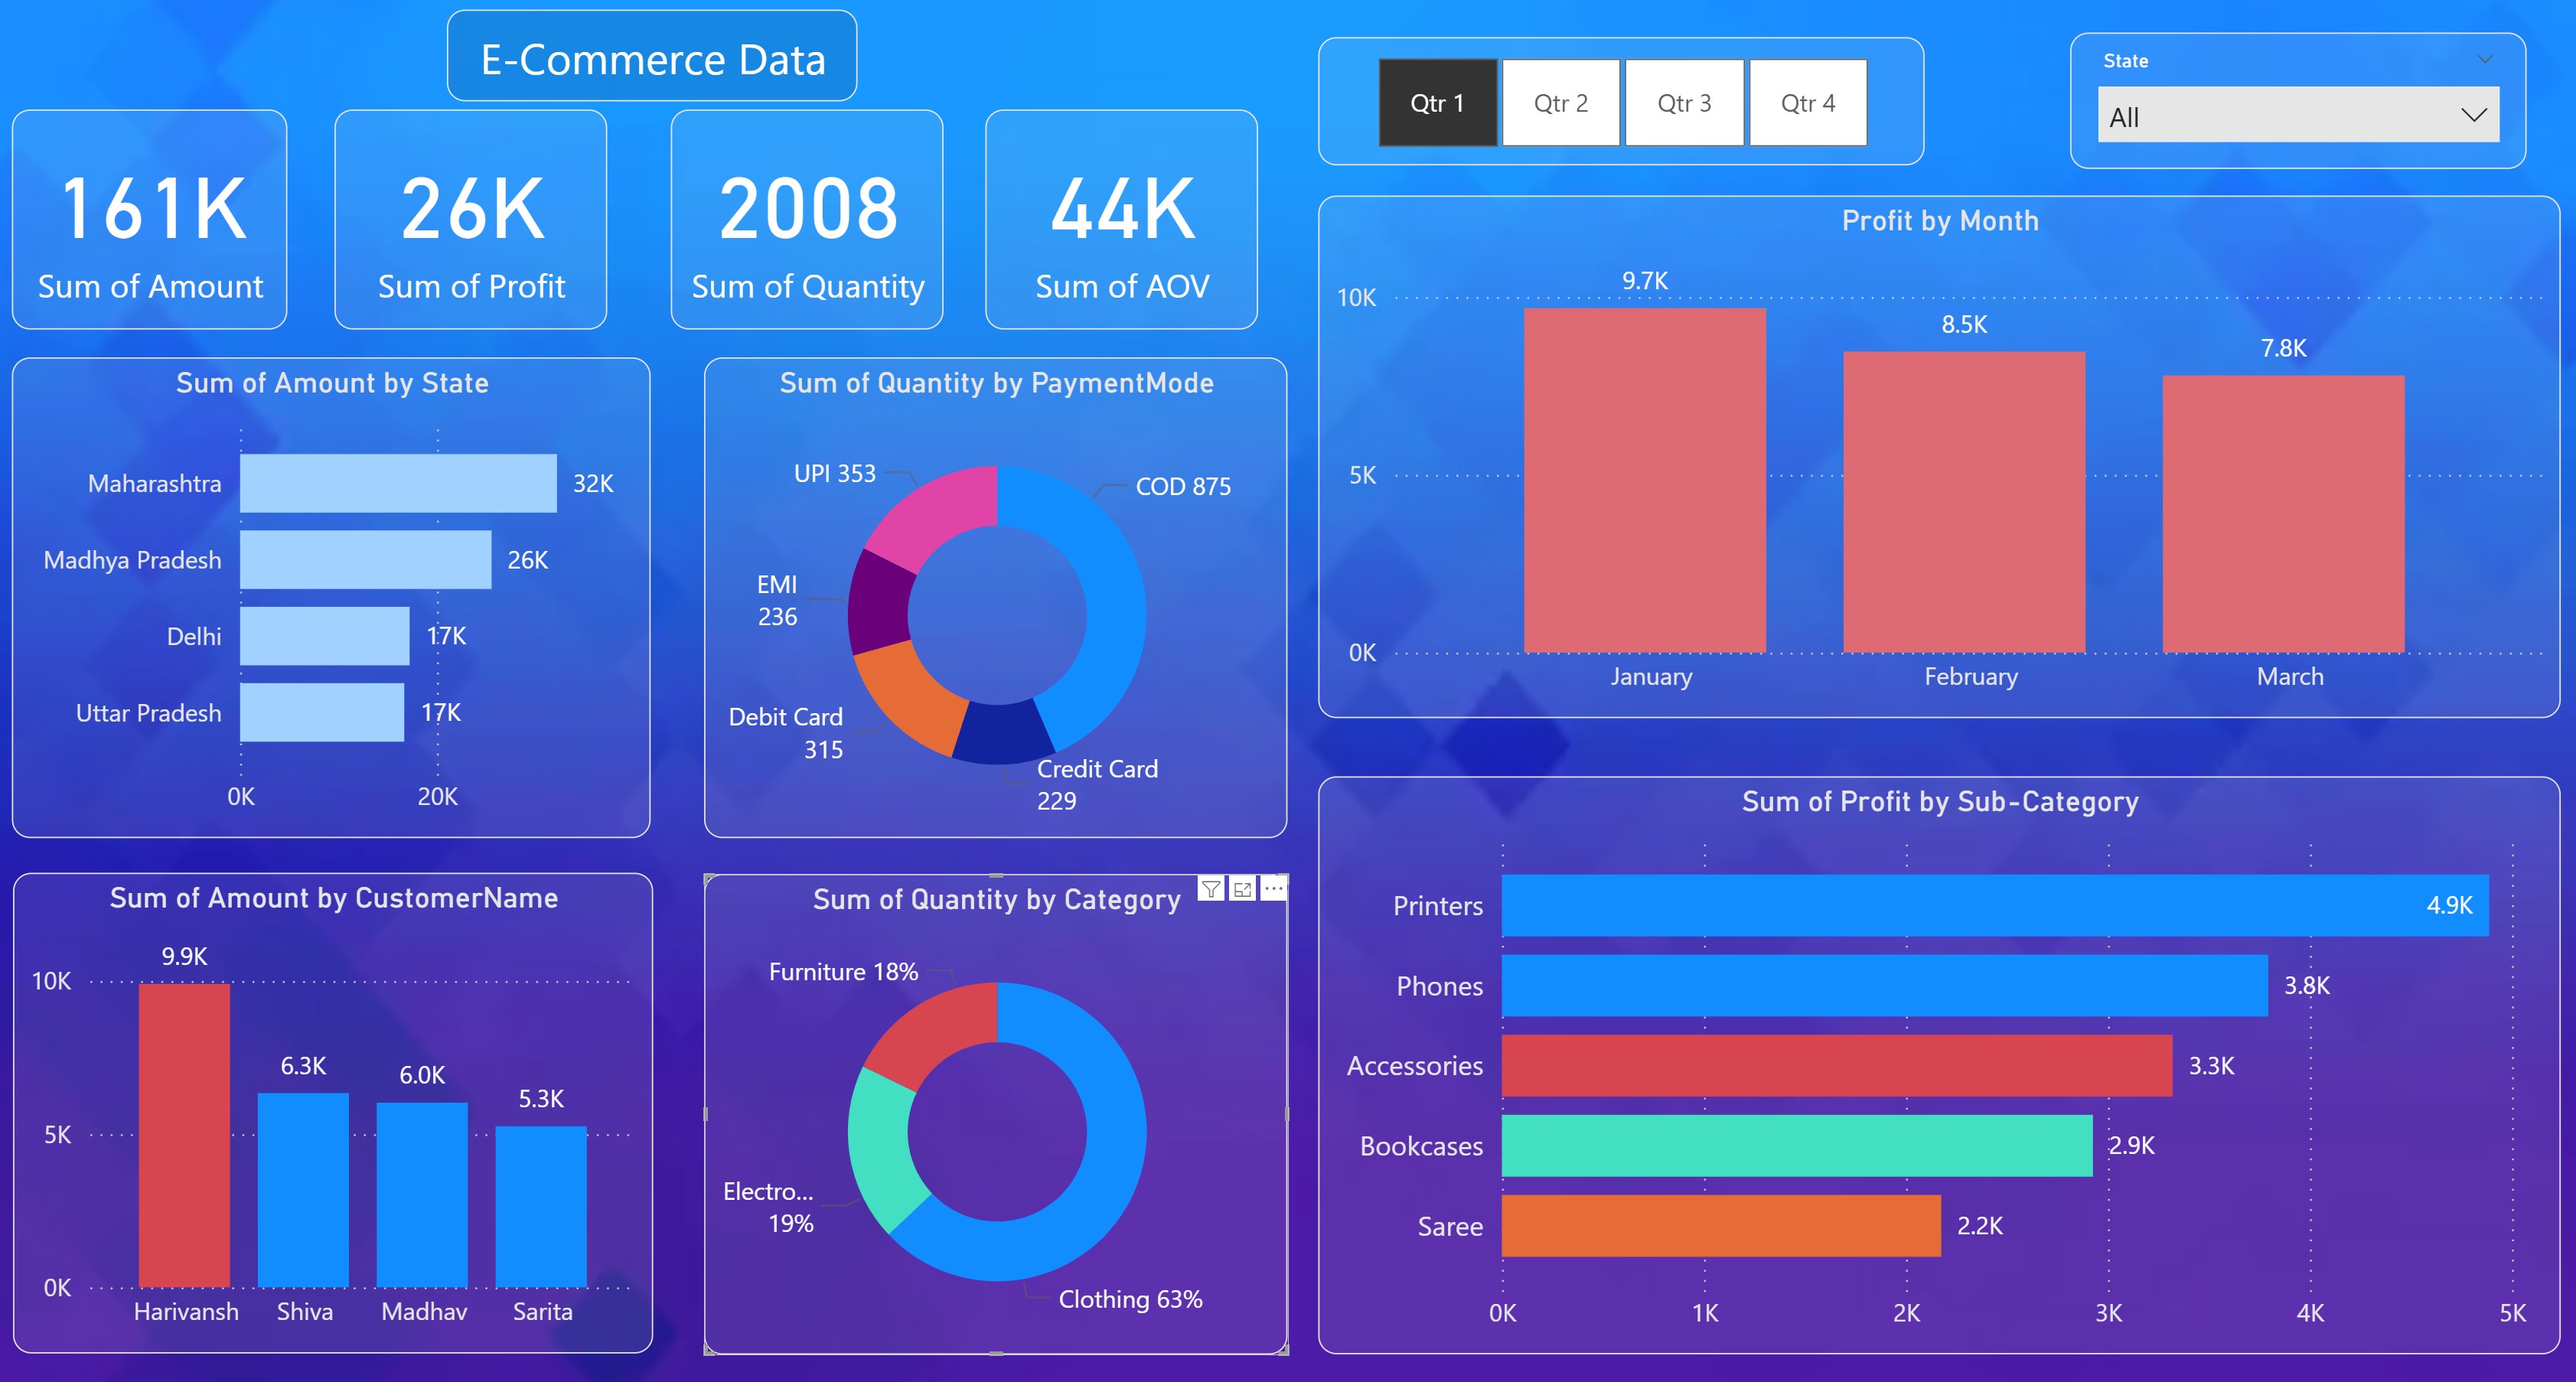 E-Commerce Data
161K
Sum of Amount
26K
Sum of Profit
2008
Sum of Quantity
44K
Sum of AOV
Qtr 1
Qtr 2
Qtr 3
Qtr 4
State
All
Sum of Amount by State
Maharashtra
32K
Madhya Pradesh
26K
Delhi
17K
Uttar Pradesh
17K
0K
20K
Sum of Quantity by PaymentMode
UPI 353
COD 875
EMI
236
Debit Card
315
Credit Card
229
Profit by Month
10K
5K
0K
9.7K
8.5K
7.8K
January
February
March
Sum of Amount by CustomerName
10K
5K
0K
9.9K
6.3K
6.0K
5.3K
Harivansh
Shiva
Madhav
Sarita
Sum of Quantity by Category
Furniture 18%
Electro...
19%
Clothing 63%
Sum of Profit by Sub-Category
Printers
4.9K
Phones
3.8K
Accessories
3.3K
Bookcases
2.9K
Saree
2.2K
0K
1K
2K
3K
4K
5K